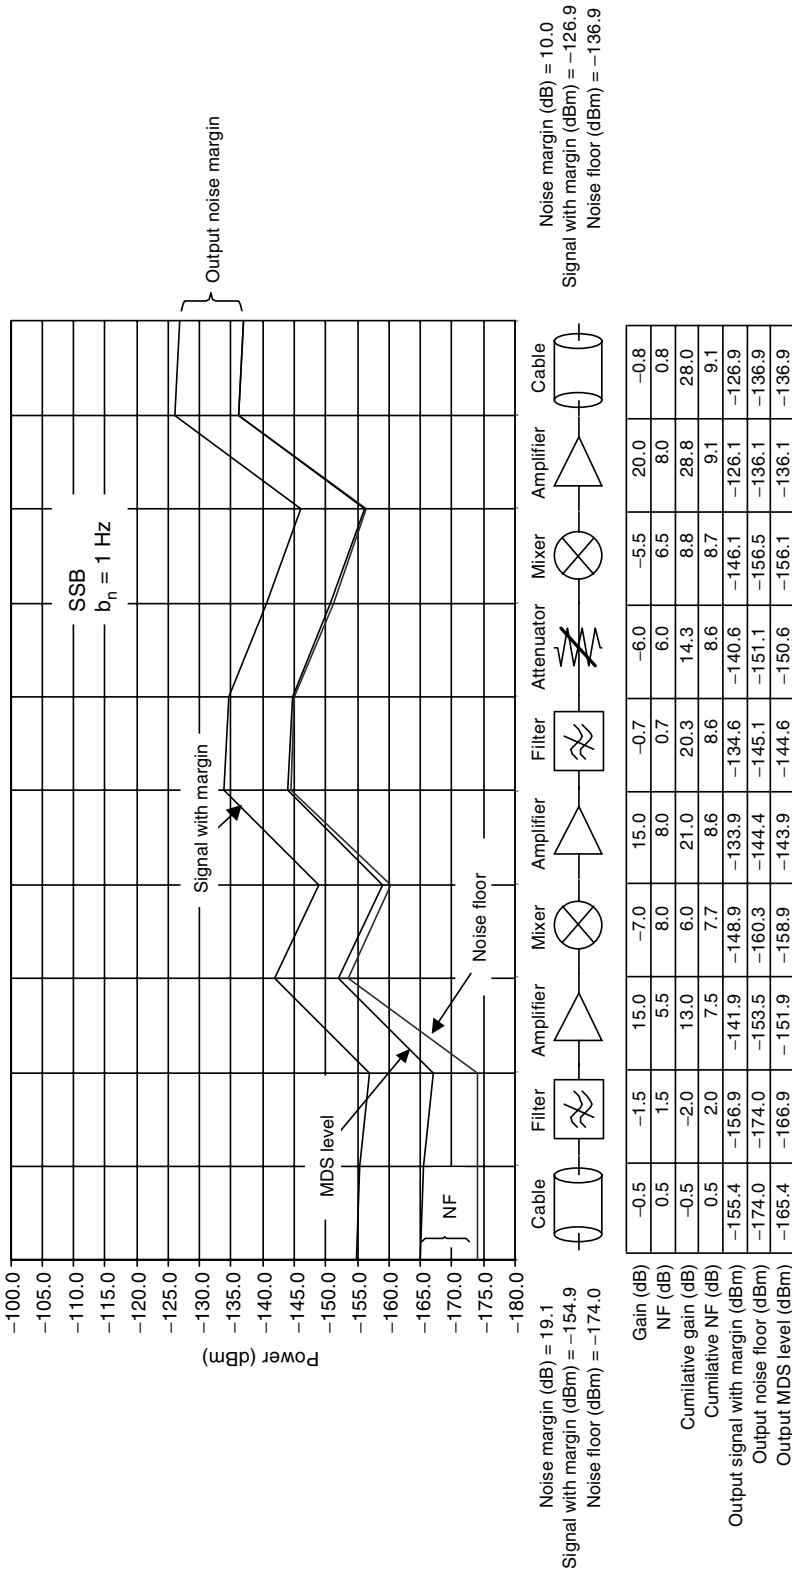 −100.0
−105.0
−110.0
−115.0
−120.0
−125.0
−130.0
−135.0
−140.0
−145.0
−150.0
−155.0
−160.0
−165.0
−170.0
−175.0
−180.0
Power (dBm)
SSB
bn = 1 Hz
Output noise margin
Signal with margin
Noise floor
MDS level
NF
Noise margin (dB) = 19.1
Signal with margin (dBm) = −154.9
Noise floor (dBm) = −174.0
Cable Filter Amplifier Mixer Amplifier Filter Attenuator Mixer Amplifier Cable
Noise margin (dB) = 10.0
Signal with margin (dBm) = −126.9
Noise floor (dBm) = −136.9
Gain (dB) −0.5 −1.5 15.0 −7.0 15.0 −0.7 −6.0 −5.5 20.0 −0.8
NF (dB) 0.5 1.5 5.5 8.0 8.0 0.7 6.0 6.5 8.0 0.8
Cumilative gain (dB) −0.5 −2.0 13.0 6.0 21.0 20.3 14.3 8.8 28.8 28.0
Cumilative NF (dB) 0.5 2.0 7.5 7.7 8.6 8.6 8.6 8.7 9.1 9.1
Output signal with margin (dBm) −155.4 −156.9 −141.9 −148.9 −133.9 −134.6 −140.6 −146.1 −126.1 −126.9
Output noise floor (dBm) −174.0 −174.0 −153.5 −160.3 −144.4 −145.1 −151.1 −156.5 −136.1 −136.9
Output MDS level (dBm) −165.4 −166.9 −151.9 −158.9 −143.9 −144.6 −150.6 −156.1 −136.1 −136.9